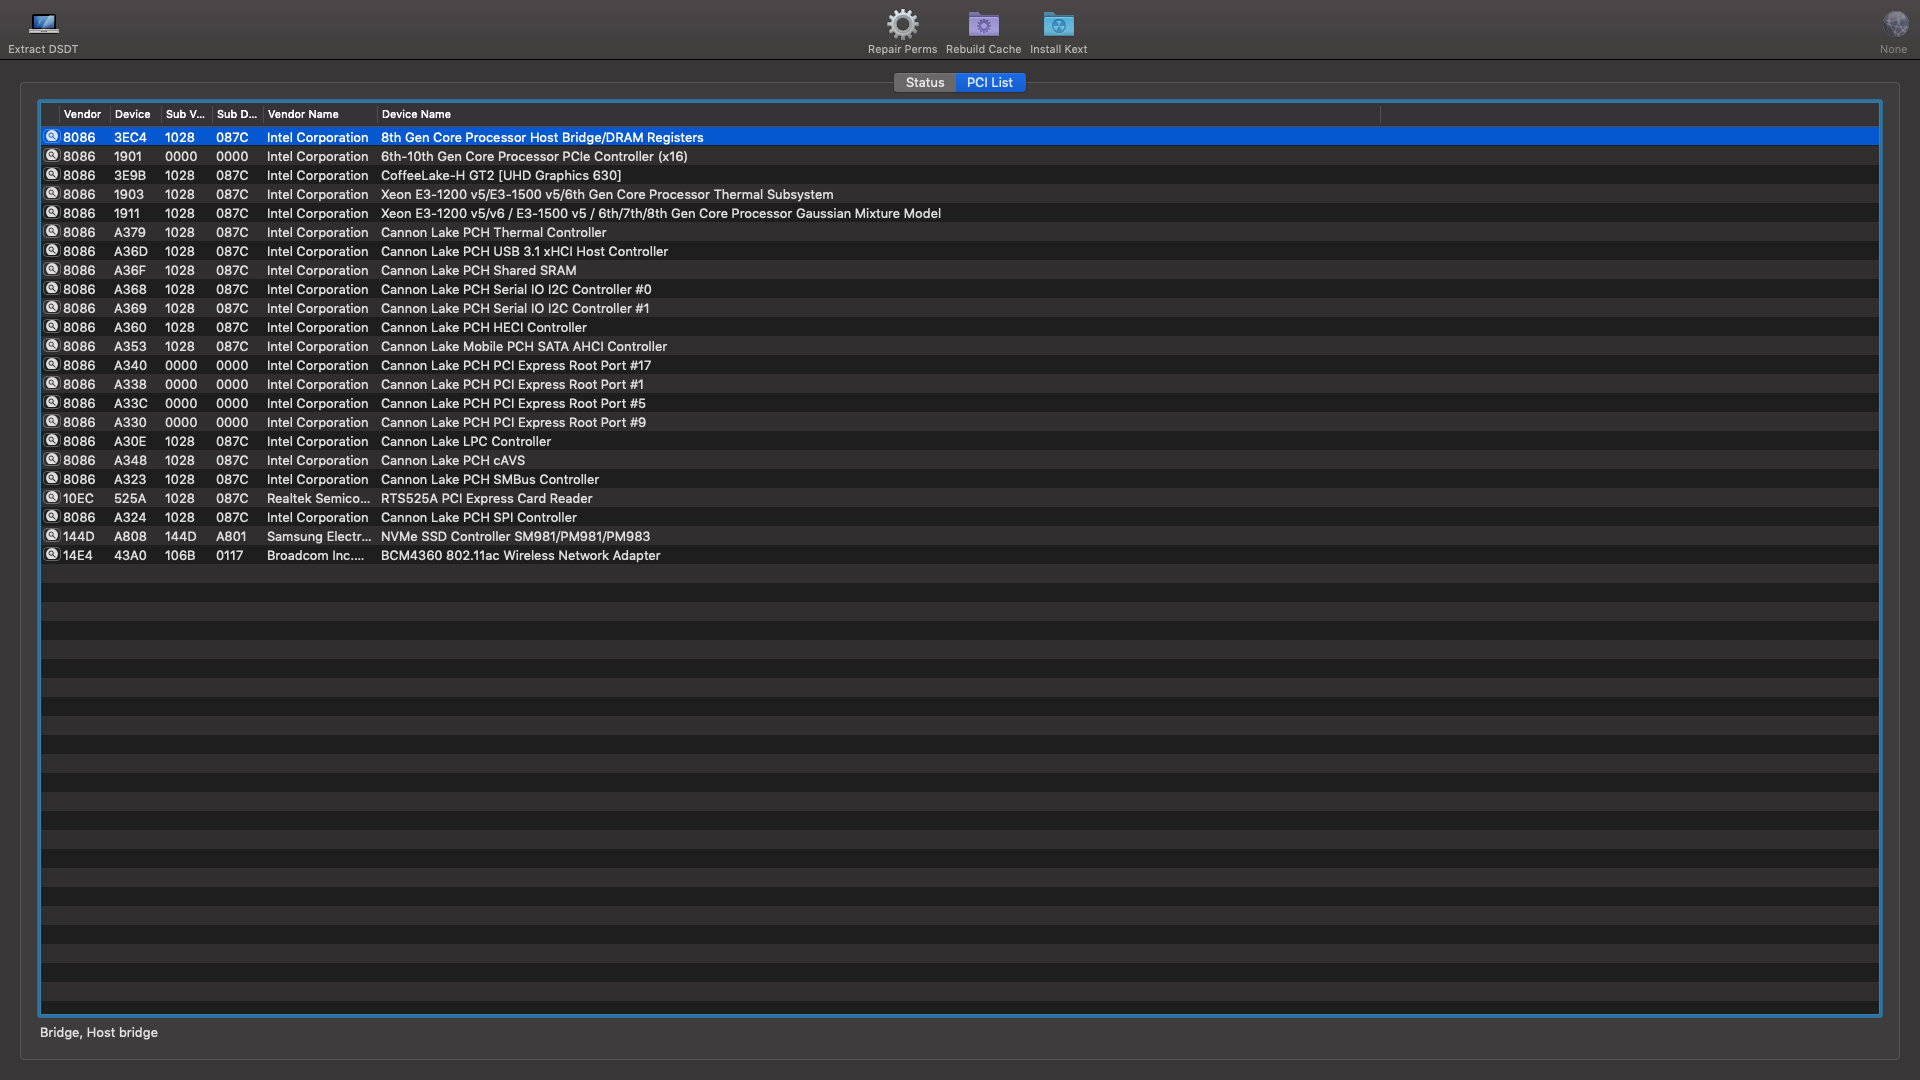 Extract DSDT
Repair Perms
Rebuild Cache
Install Kext
None
Status
PCI List
Vendor Device Sub V... Sub D... Vendor Name Device Name
8086 3EC4 1028 087C Intel Corporation 8th Gen Core Processor Host Bridge/DRAM Registers
8086 1901 0000 0000 Intel Corporation 6th-10th Gen Core Processor PCIe Controller (x16)
8086 3E9B 1028 087C Intel Corporation CoffeeLake-H GT2 [UHD Graphics 630]
8086 1903 1028 087C Intel Corporation Xeon E3-1200 v5/E3-1500 v5/6th Gen Core Processor Thermal Subsystem
8086 1911 1028 087C Intel Corporation Xeon E3-1200 v5/v6 / E3-1500 v5 / 6th/7th/8th Gen Core Processor Gaussian Mixture Model
8086 A379 1028 087C Intel Corporation Cannon Lake PCH Thermal Controller
8086 A36D 1028 087C Intel Corporation Cannon Lake PCH USB 3.1 xHCI Host Controller
8086 A36F 1028 087C Intel Corporation Cannon Lake PCH Shared SRAM
8086 A368 1028 087C Intel Corporation Cannon Lake PCH Serial IO I2C Controller #0
8086 A369 1028 087C Intel Corporation Cannon Lake PCH Serial IO I2C Controller #1
8086 A360 1028 087C Intel Corporation Cannon Lake PCH HECI Controller
8086 A353 1028 087C Intel Corporation Cannon Lake Mobile PCH SATA AHCI Controller
8086 A340 0000 0000 Intel Corporation Cannon Lake PCH PCI Express Root Port #17
8086 A338 0000 0000 Intel Corporation Cannon Lake PCH PCI Express Root Port #1
8086 A33C 0000 0000 Intel Corporation Cannon Lake PCH PCI Express Root Port #5
8086 A330 0000 0000 Intel Corporation Cannon Lake PCH PCI Express Root Port #9
8086 A30E 1028 087C Intel Corporation Cannon Lake LPC Controller
8086 A348 1028 087C Intel Corporation Cannon Lake PCH cAVS
8086 A323 1028 087C Intel Corporation Cannon Lake PCH SMBus Controller
10EC 525A 1028 087C Realtek Semico... RTS525A PCI Express Card Reader
8086 A324 1028 087C Intel Corporation Cannon Lake PCH SPI Controller
144D A808 144D A801 Samsung Electr... NVMe SSD Controller SM981/PM981/PM983
14E4 43A0 106B 0117 Broadcom Inc.... BCM4360 802.11ac Wireless Network Adapter
Bridge, Host bridge